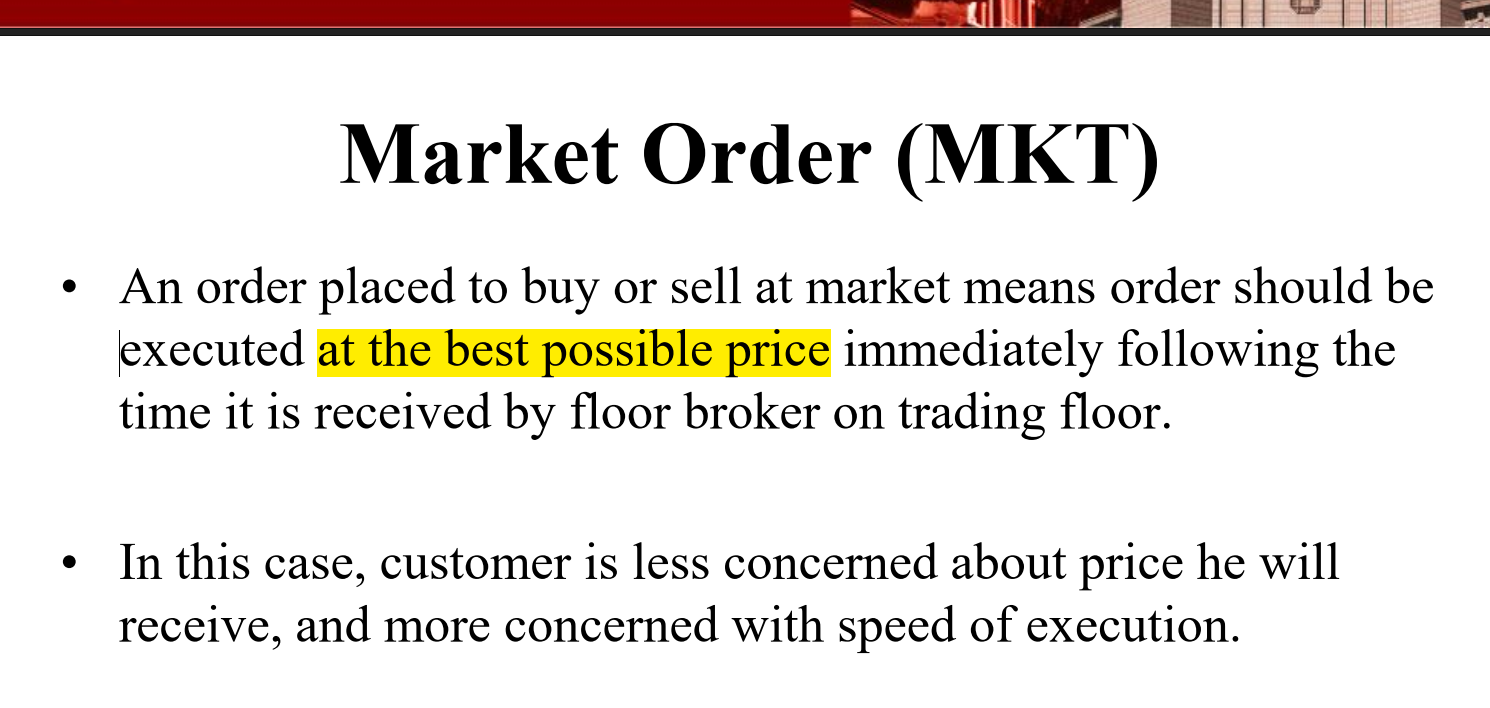 Market Order (MKT)
• An order placed to buy or sell at market means order should be
executed at the best possible price immediately following the
time it is received by floor broker on trading floor.
• In this case, customer is less concerned about price he will
receive, and more concerned with speed of execution.